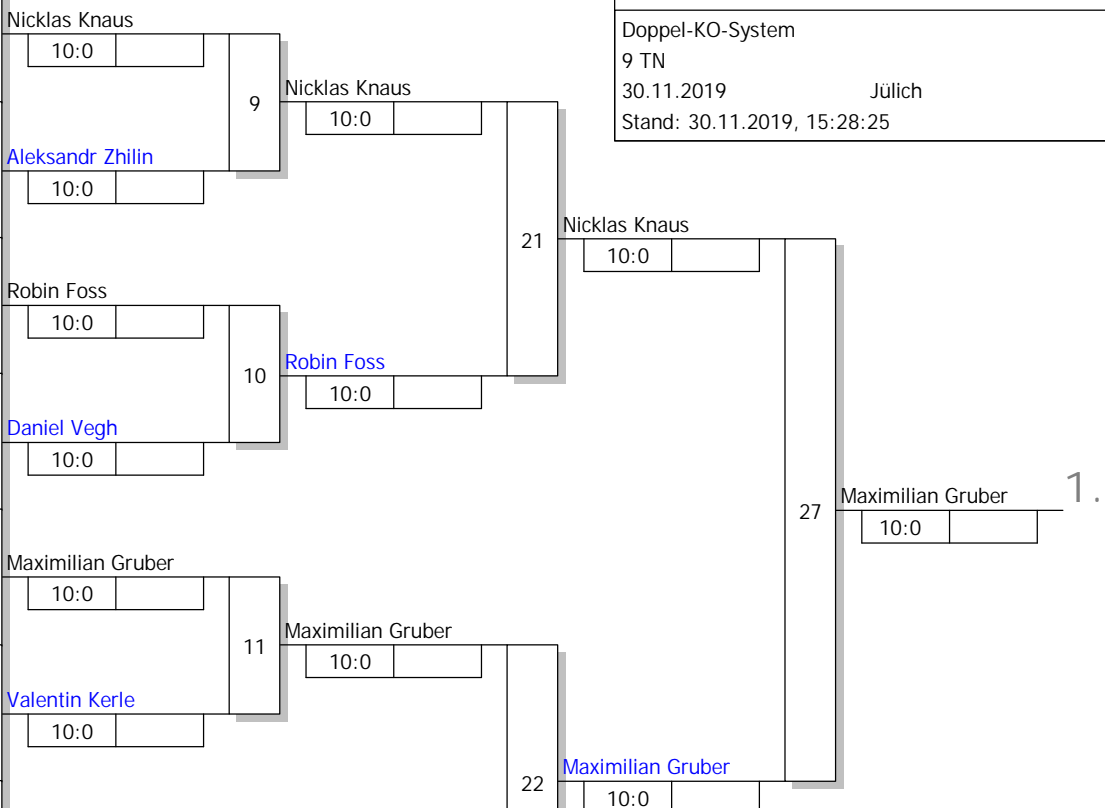 Nicklas Knaus
10:0
9
Aleksandr Zhilin
10:0
Nicklas Knaus
10:0
Doppel-KO-System
9 TN
30.11.2019 Jülich
Stand: 30.11.2019, 15:28:25
21
Nicklas Knaus
10:0
Robin Foss
10:0
10
Robin Foss
10:0
Daniel Vegh
10:0
27
Maximilian Gruber
1.
10:0
Maximilian Gruber
10:0
11
Maximilian Gruber
10:0
Valentin Kerle
10:0
22
Maximilian Gruber
10:0